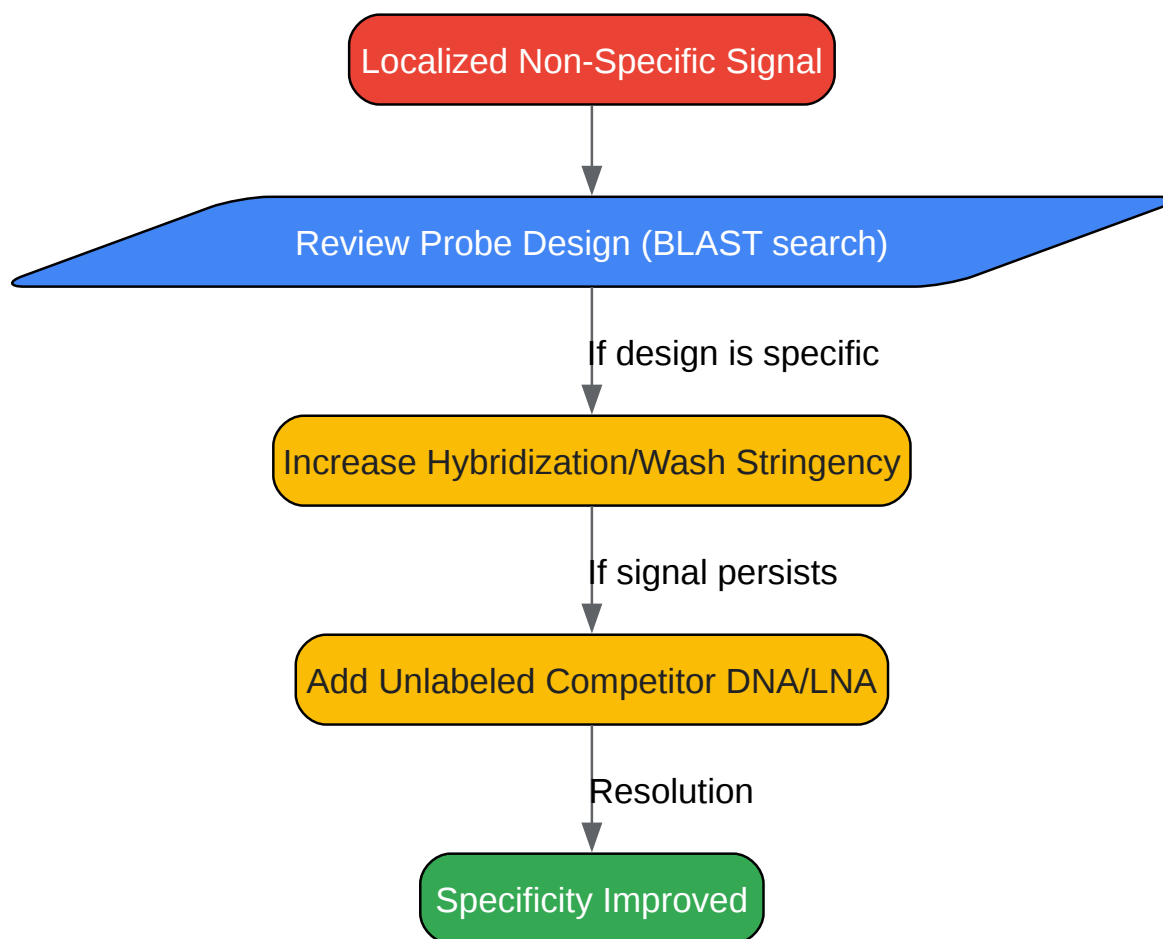 Localized Non-Specific Signal
Review Probe Design (BLAST search)
If design is specific
Increase Hybridization/Wash Stringency
If signal persists
Add Unlabeled Competitor DNA/LNA
Resolution
Specificity Improved